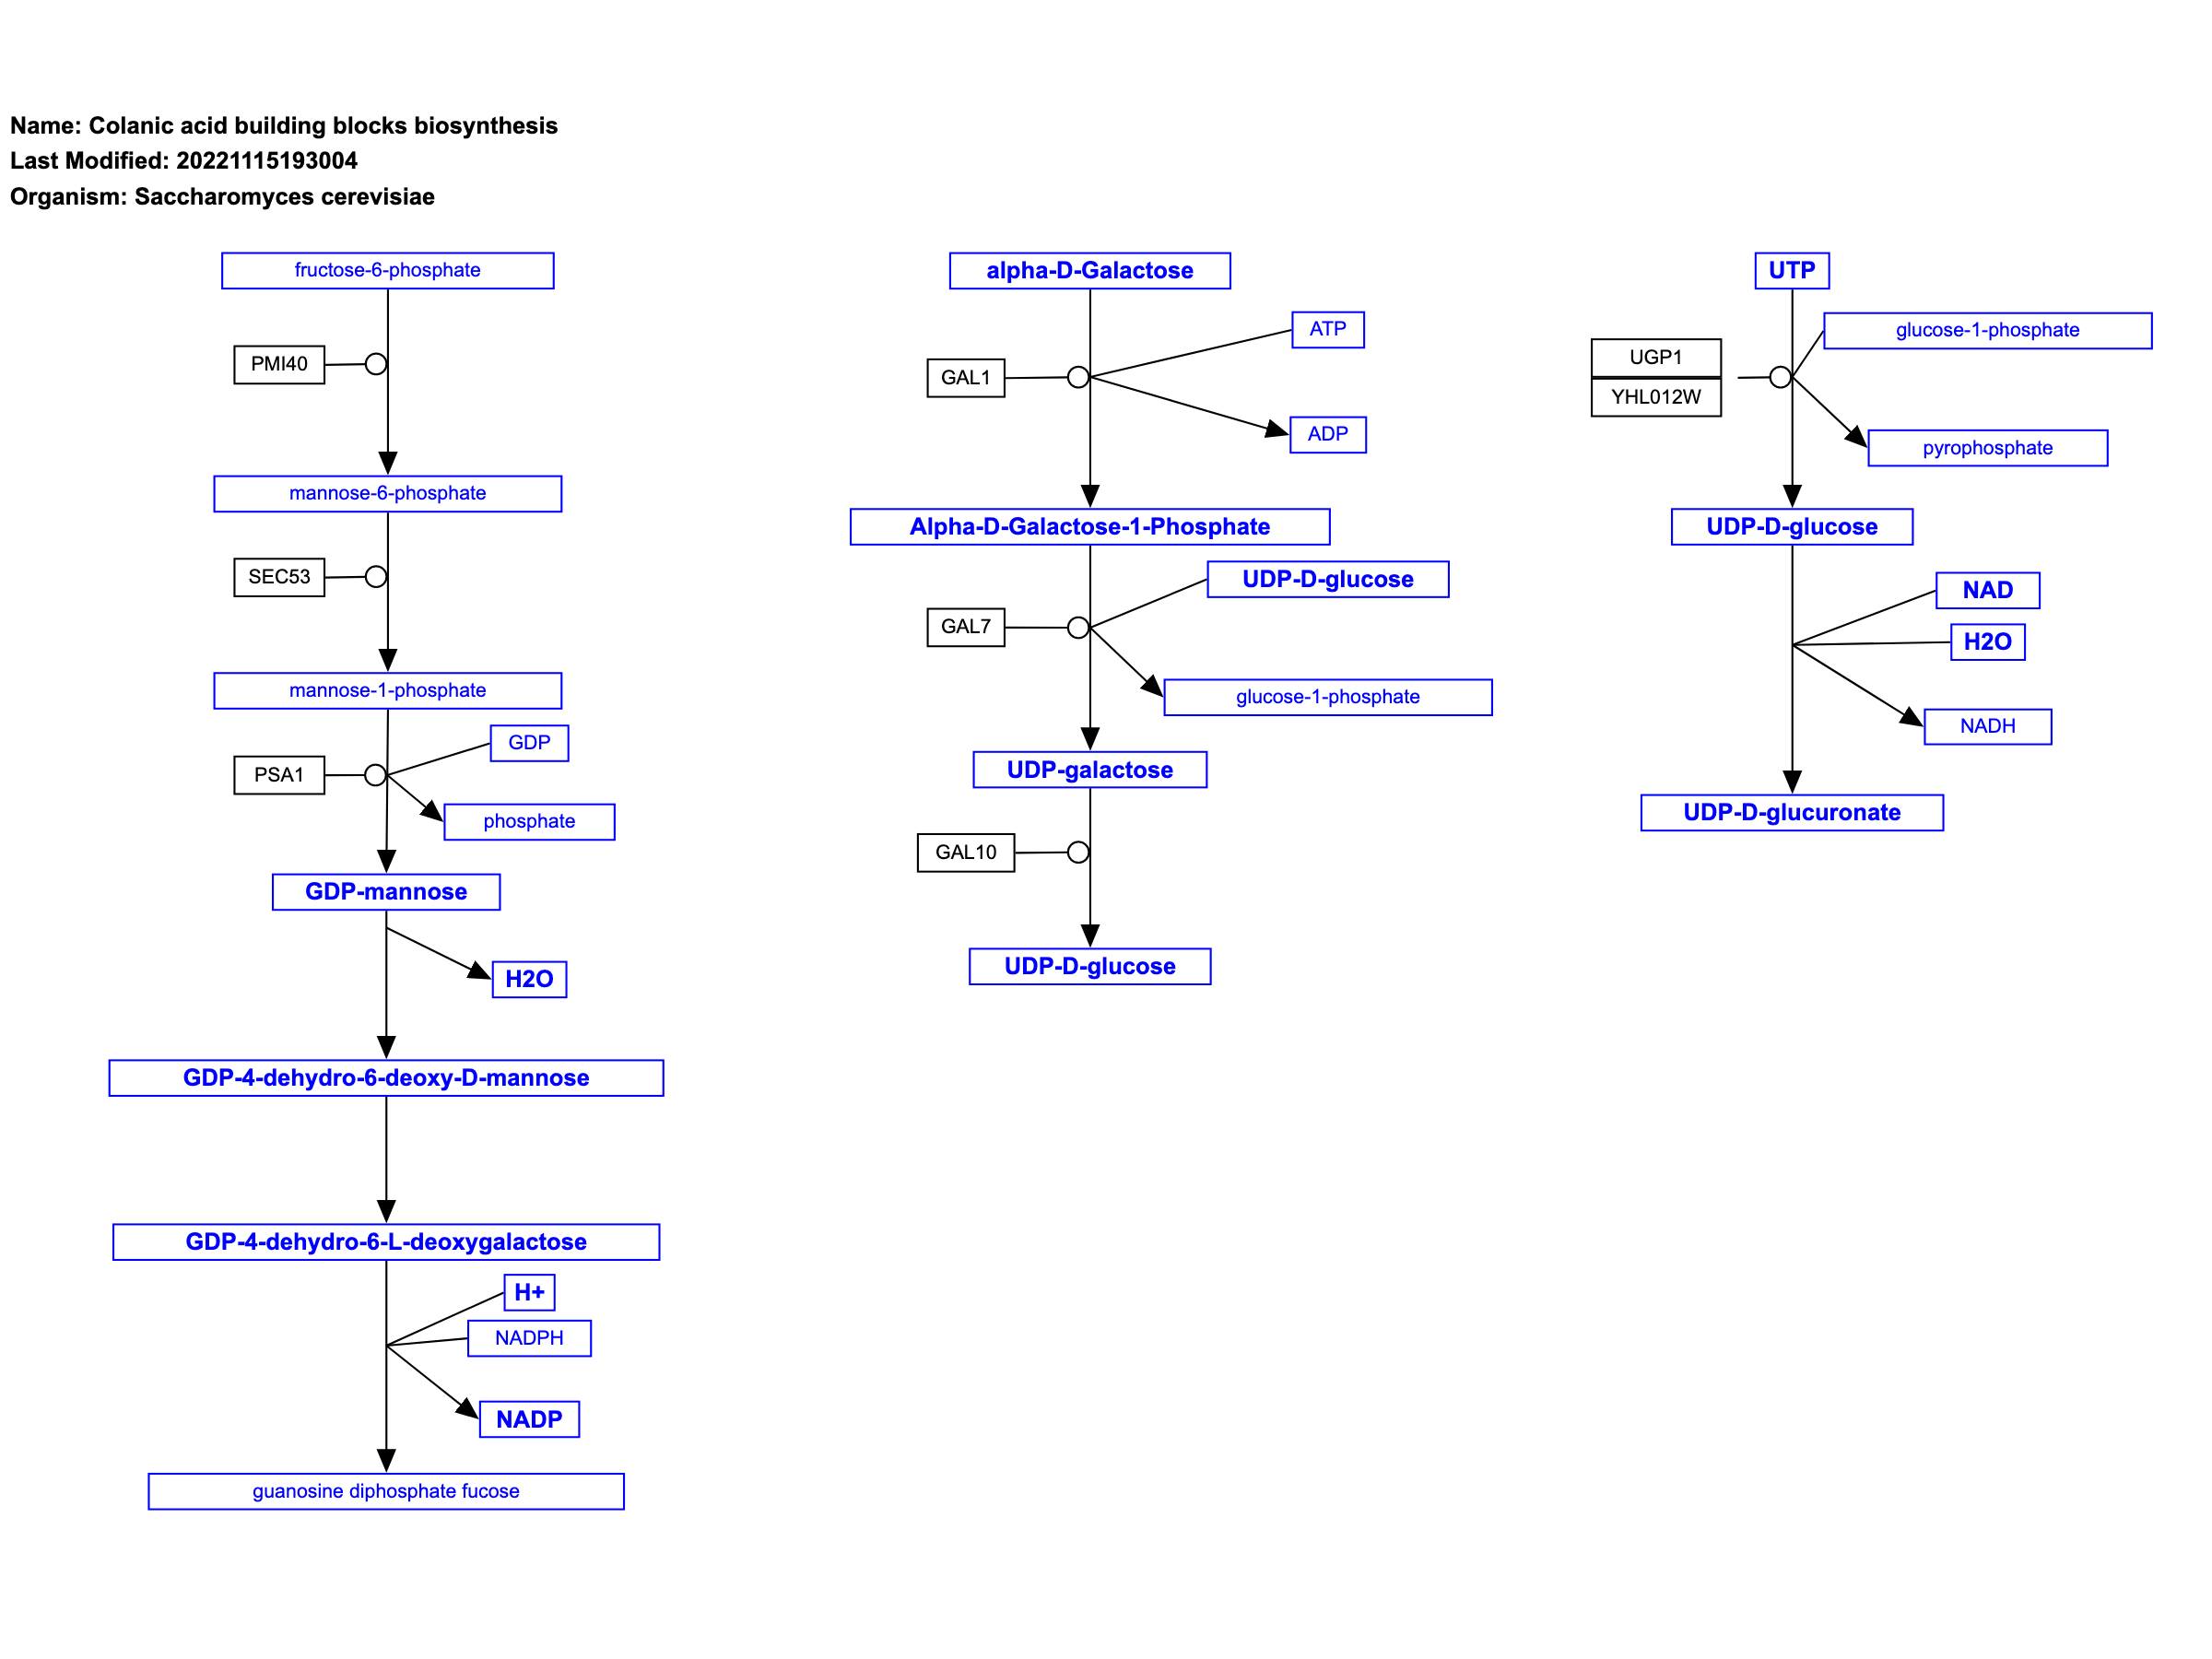 Name: Colanic acid building blocks biosynthesis
Last Modified: 20221115193004
Organism: Saccharomyces cerevisiae
fructose-6-phosphate
PMI40
mannose-6-phosphate
SEC53
mannose-1-phosphate
GDP
PSA1
phosphate
GDP-mannose
H2O
GDP-4-dehydro-6-deoxy-D-mannose
GDP-4-dehydro-6-L-deoxygalactose
H+
NADPH
NADP
guanosine diphosphate fucose
alpha-D-Galactose
ATP
GAL1
ADP
Alpha-D-Galactose-1-Phosphate
UDP-D-glucose
GAL7
glucose-1-phosphate
UDP-galactose
GAL10
UDP-D-glucose
UTP
glucose-1-phosphate
UGP1
YHL012W
pyrophosphate
UDP-D-glucose
NAD
H2O
NADH
UDP-D-glucuronate